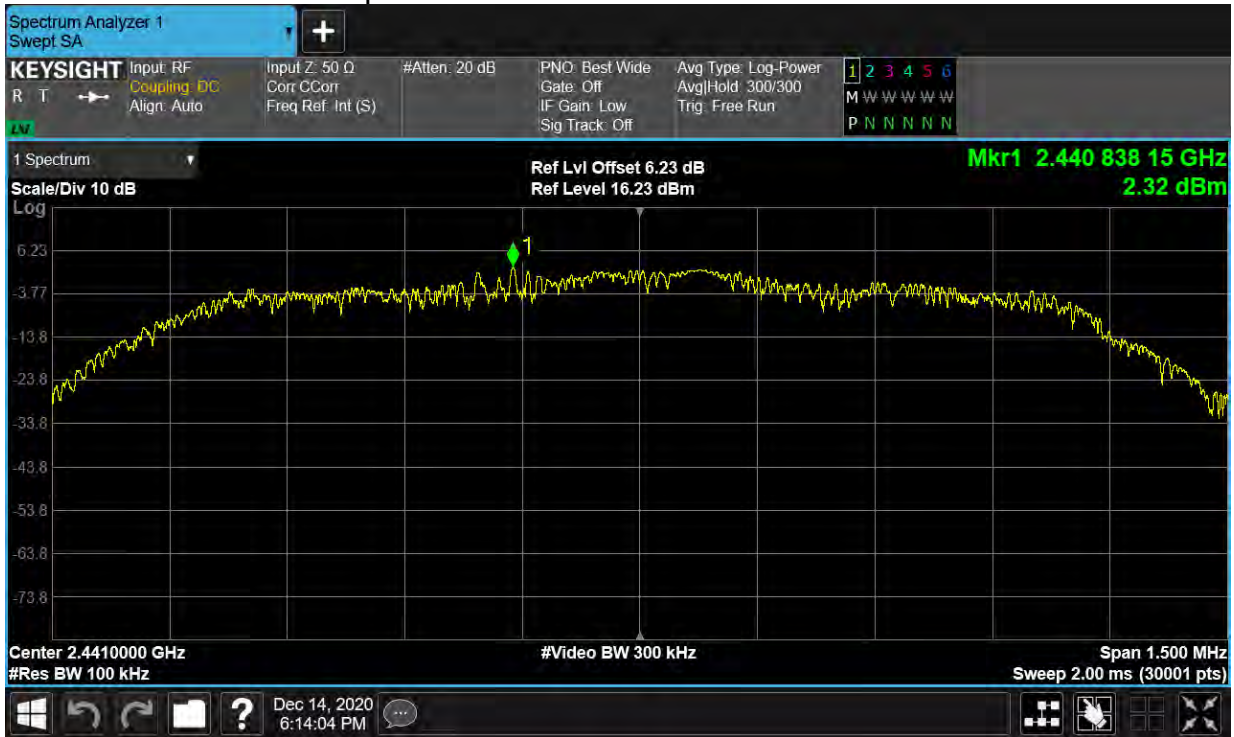 Spectrum Analyzer 1
Swept SA
+
KEYSIGHT Input: RF Input Z: 50 Ω #Atten: 20 dB PNO: Best Wide Avg Type: Log-Power 1 2 3 4 5 6
R T Coupling: DC Corr CCorr Gate: Off Avg|Hold: 300/300 M W W W W W W
Align: Auto Freq Ref: Int (S) IF Gain: Low Trig: Free Run
Sig Track: Off P N N N N N N
1 Spectrum
Ref Lvl Offset 6.23 dB Mkr1 2.440 838 15 GHz
Scale/Div 10 dB Ref Level 16.23 dBm 2.32 dBm
Log
1
6.23
-3.77
-13.8
-23.8
-33.8
-43.8
-53.8
-63.8
-73.8
Center 2.4410000 GHz #Video BW 300 kHz Span 1.500 MHz
#Res BW 100 kHz Sweep 2.00 ms (30001 pts)
? Dec 14, 2020
6:14:04 PM